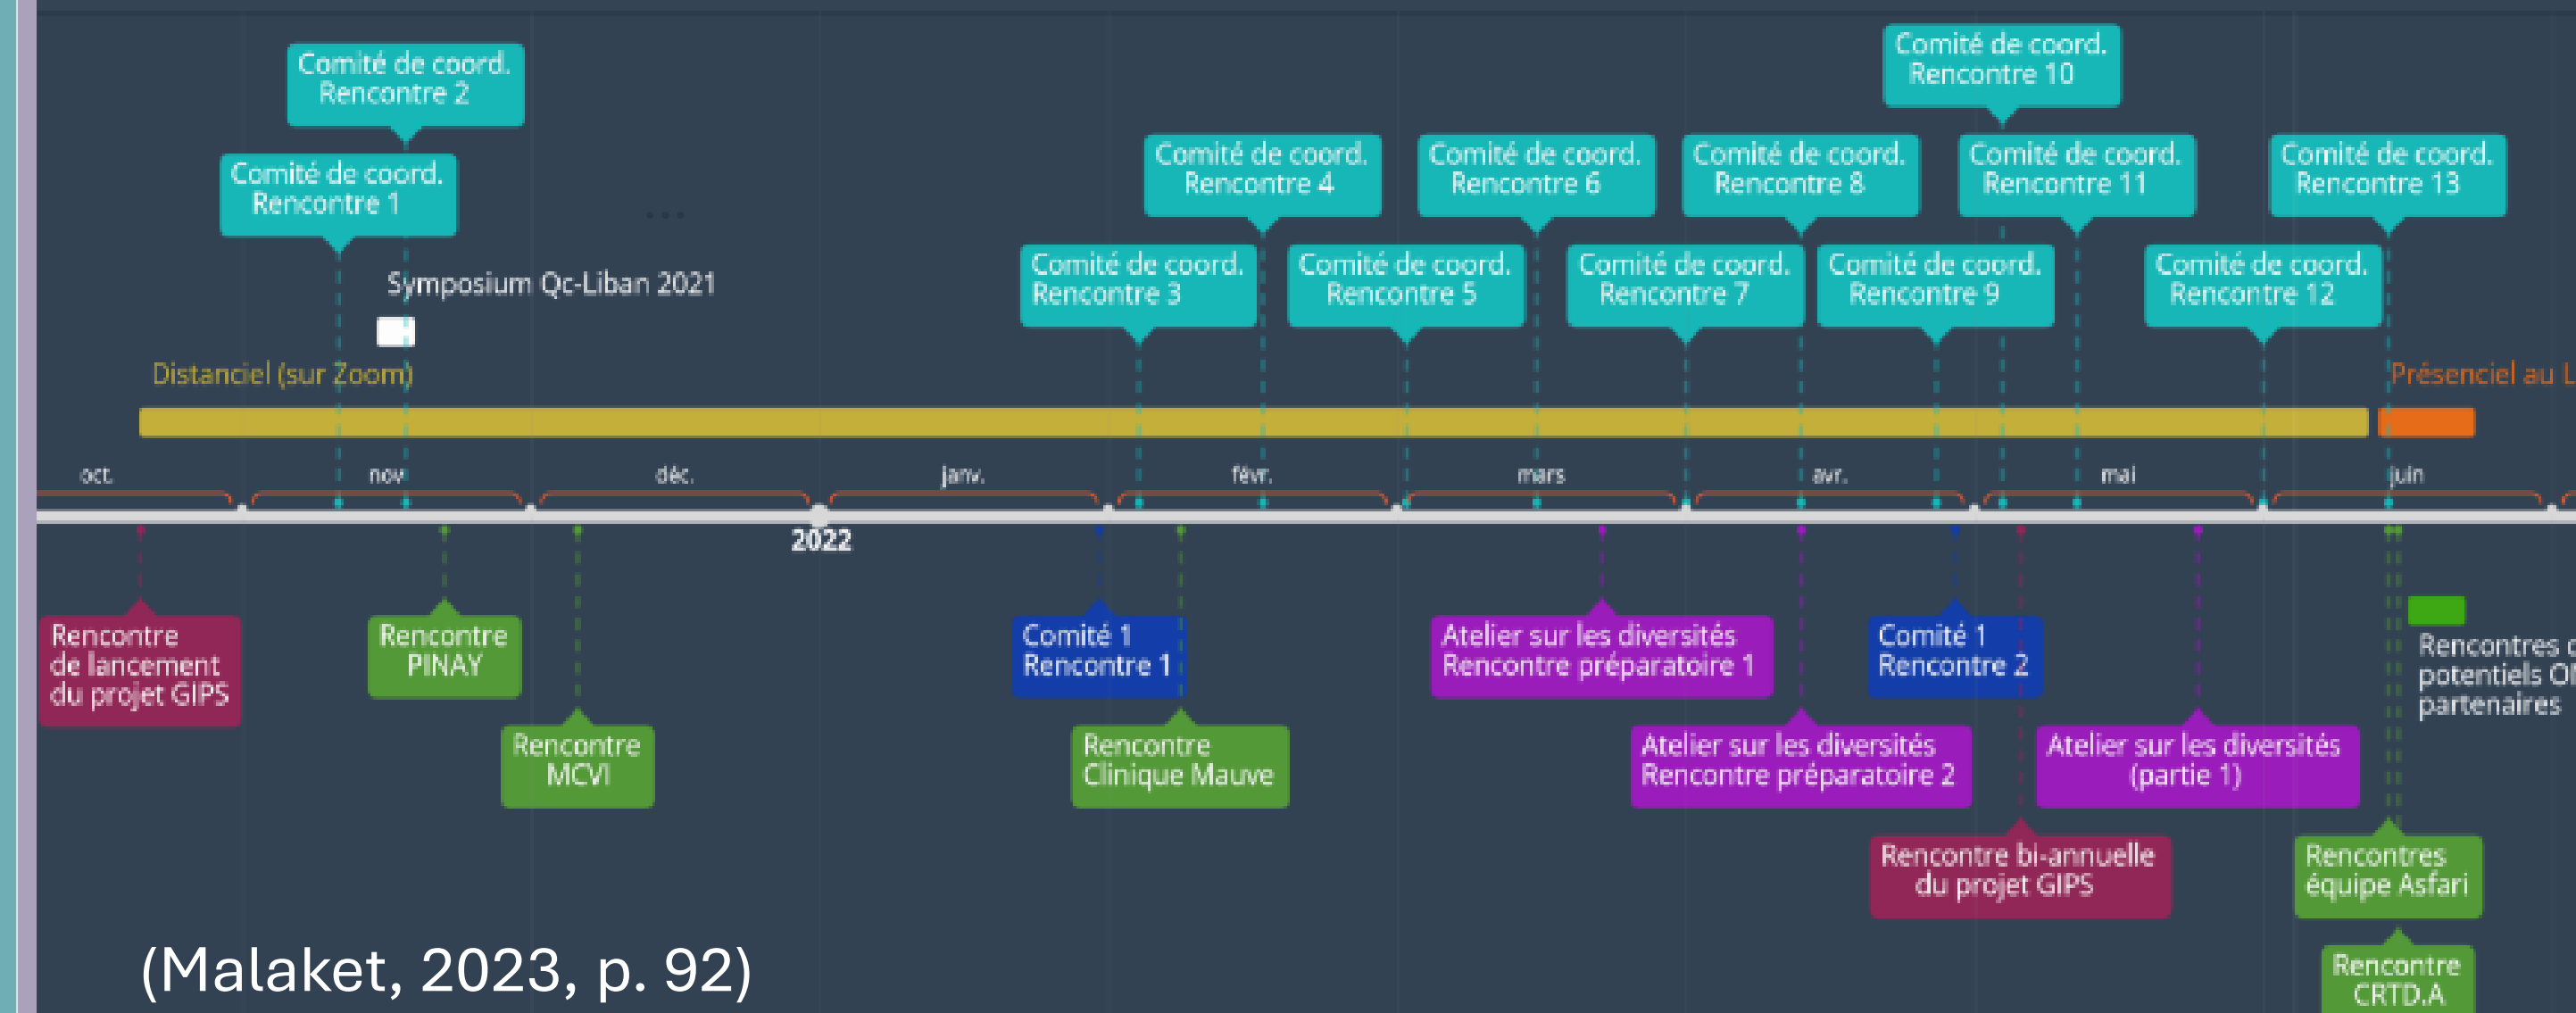 Comité de coord.
Rencontre 10
Comité de coord.
Rencontre 2
Comité de coord.
Rencontre 4
Comité de coord.
Rencontre 6
Comité de coord.
Rencontre 8
Comité de coord.
Rencontre 11
Comité de coord.
Rencontre 13
Comité de coord.
Rencontre 1
...
Comité de coord.
Rencontre 3
Comité de coord.
Rencontre 5
Comité de coord.
Rencontre 7
Comité de coord.
Rencontre 9
Comité de coord.
Rencontre 12
Symposium Qc-Liban 2021
Distanciel (sur Zoom)
Présenciel au L
oct.
nov
déc.
janv.
févr.
mars
avr.
mai
juin
2022
Rencontre
de lancement
du projet GIPS
Rencontre
PINAY
Comité 1
Rencontre 1
Atelier sur les diversités
Rencontre préparatoire 1
Comité 1
Rencontre 2
Rencontres
potentiels
partenaires
Rencontre
MCVI
Rencontre
Clinique Mauve
Atelier sur les diversités
Rencontre préparatoire 2
Atelier sur les diversités
(partie 1)
Rencontre bi-annuelle
du projet GIPS
Rencontres
équipe Asfari
Rencontre
CRTD.A
(Malaket, 2023, p. 92)